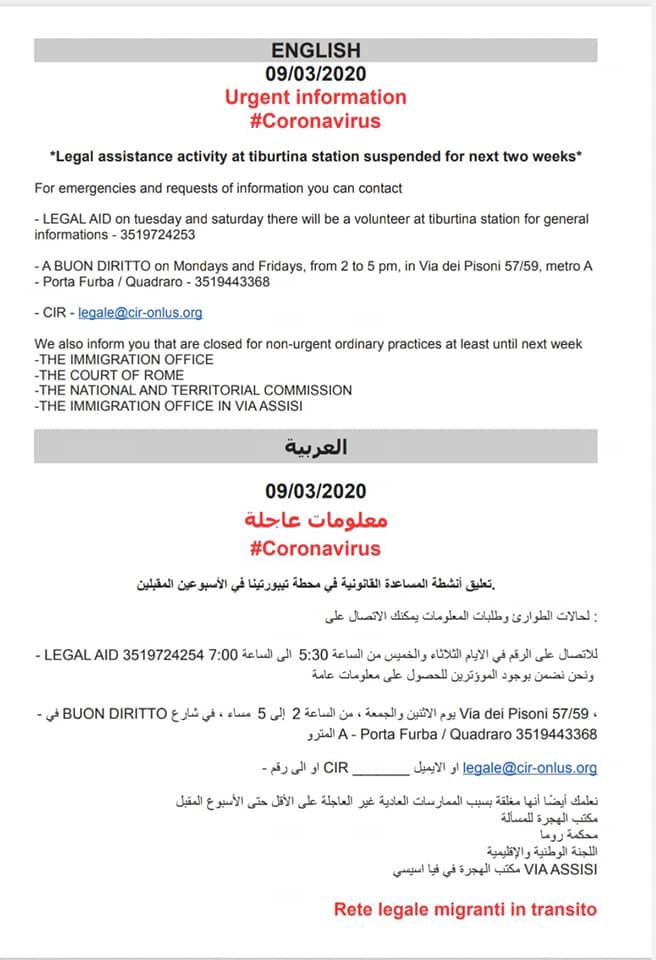 ENGLISH
09/03/2020
Urgent information
#Coronavirus
*Legal assistance activity at tiburtina station suspended for next two weeks*
For emergencies and requests of information you can contact
- LEGAL AID on tuesday and saturday there will be a volunteer at tiburtina station for general
informations - 3519724253
- A BUON DIRITTO on Mondays and Fridays, from 2 to 5 pm, in Via dei Pisoni 57/59, metro A
- Porta Furba / Quadraro - 3519443368
- CIR - legale@cir-onlus.org
We also inform you that are closed for non-urgent ordinary practices at least until next week
-THE IMMIGRATION OFFICE
-THE COURT OF ROME
-THE NATIONAL AND TERRITORIAL COMMISSION
-THE IMMIGRATION OFFICE IN VIA ASSISI
العربية
09/03/2020
معلومات عاجلة
#Coronavirus
تعليق أنشطة المساعدة القانونية في محطة تيبورتينا في الأسبوعين المقبلين.
لحالات الطوارئ وطلبات المعلومات يمكنك الاتصال على :
للاتصال على الرقم في الايام الثلاثاء والخميس من الساعة 5:30 الى الساعة 7:00 LEGAL AID 3519724254 -
ونحن نضمن بوجود الموؤترين للحصول على معلومات عامة
، Via dei Pisoni 57/59 يوم الاثنين والجمعة ، من الساعة 2 إلى 5 مساء ، في شارع BUON DIRITTO في -
المترو A - Porta Furba / Quadraro 3519443368
legale@cir-onlus.org او الايميل _______ CIR او الى رقم -
نعلمك أيضًا أنها مغلقة بسبب الممارسات العادية غير العاجلة على الأقل حتى الأسبوع المقبل
مكتب الهجرة للمسألة
محكمة روما
اللجنة الوطنية والإقليمية
VIA ASSISI مكتب الهجرة في فيا اسيسي
Rete legale migranti in transito